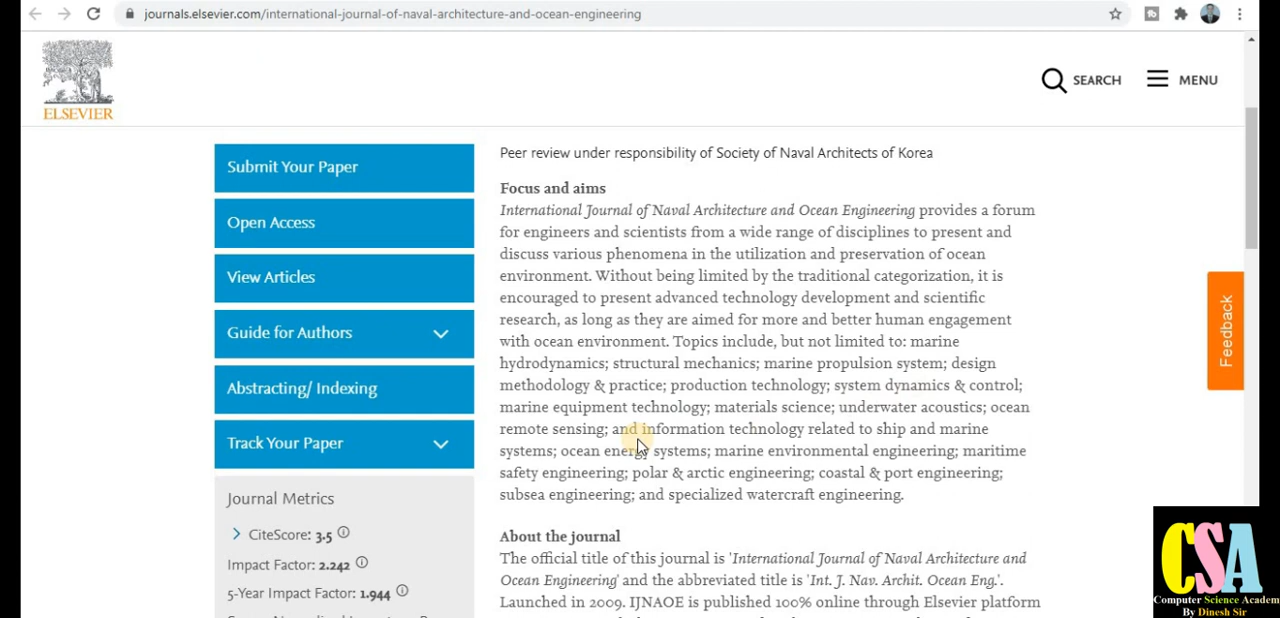 journals.elsevier.com/international-journal-of-naval-architecture-and-ocean-engineering
ELSEVIER
SEARCH
MENU
Submit Your Paper
Open Access
View Articles
Guide for Authors
Abstracting/ Indexing
Track Your Paper
Journal Metrics
CiteScore: 3.5
Impact Factor: 2.242
5-Year Impact Factor: 1.944
Peer review under responsibility of Society of Naval Architects of Korea
Focus and aims
International Journal of Naval Architecture and Ocean Engineering provides a forum
for engineers and scientists from a wide range of disciplines to present and
discuss various phenomena in the utilization and preservation of ocean
environment. Without being limited by the traditional categorization, it is
encouraged to present advanced technology development and scientific
research, as long as they are aimed for more and better human engagement
with ocean environment. Topics include, but not limited to: marine
hydrodynamics; structural mechanics; marine propulsion system; design
methodology & practice; production technology; system dynamics & control;
marine equipment technology; materials science; underwater acoustics; ocean
remote sensing; and information technology related to ship and marine
systems; ocean energy systems; marine environmental engineering; maritime
safety engineering; polar & arctic engineering; coastal & port engineering;
subsea engineering; and specialized watercraft engineering.
About the journal
The official title of this journal is 'International Journal of Naval Architecture and
Ocean Engineering' and the abbreviated title is 'Int. J. Nav. Archit. Ocean Eng.'.
Launched in 2009. IJNAOE is published 100% online through Elsevier platform
Feedback
CSA
Computer Science Academ
By Dinesh Sir